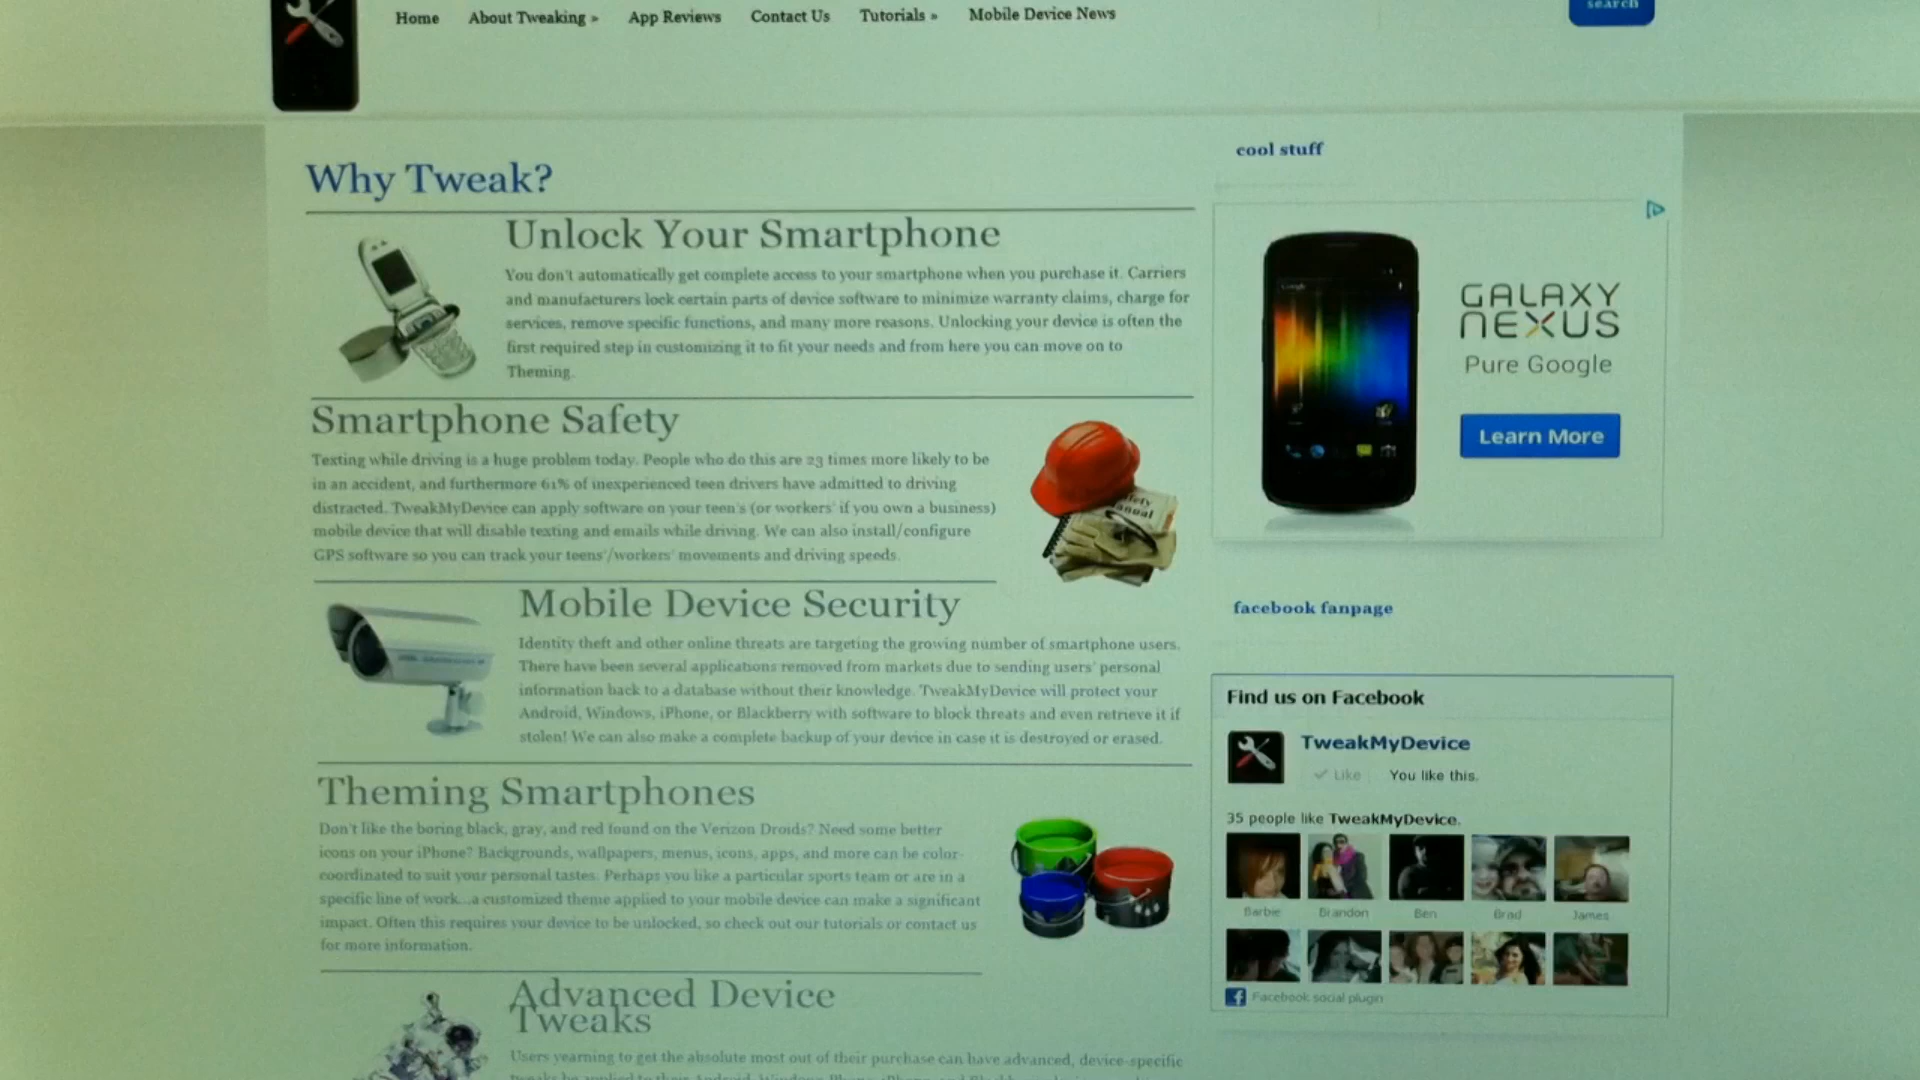 Home About Tweaking » App Reviews Contact Us Tutorials » Mobile Device News
search
Why Tweak?
Unlock Your Smartphone
You don't automatically get complete access to your smartphone when you purchase it. Carriers
and manufacturers lock certain parts of device software to minimize warranty claims, charge for
services, remove specific functions, and many more reasons. Unlocking your device is often the
first required step in customizing it to fit your needs and from here you can move on to
Theming.
Smartphone Safety
Texting while driving is a huge problem today. People who do this are 23 times more likely to be
in an accident, and furthermore 61% of inexperienced teen drivers have admitted to driving
distracted. TweakMyDevice can apply software on your teen's (or workers' if you own a business)
mobile device that will disable texting and emails while driving. We can also install/configure
GPS software so you can track your teens'/workers' movements and driving speeds.
Mobile Device Security
Identity theft and other online threats are targeting the growing number of smartphone users.
There have been several applications removed from markets due to sending users' personal
information back to a database without their knowledge. TweakMyDevice will protect your
Android, Windows, iPhone, or Blackberry with software to block threats and even retrieve it if
stolen! We can also make a complete backup of your device in case it is destroyed or erased.
Theming Smartphones
Don't like the boring black, gray, and red found on the Verizon Droids? Need some better
icons on your iPhone? Backgrounds, wallpapers, menus, icons, apps, and more can be color-
coordinated to suit your personal tastes. Perhaps you like a particular sports team or are in a
specific line of work...a customized theme applied to your mobile device can make a significant
impact. Often this requires your device to be unlocked, so check out our tutorials or contact us
for more information.
Advanced Device
Tweaks
Users yearning to get the absolute most out of their purchase can have advanced, device-specific
cool stuff
GALAXY
NEXUS
Pure Google
Learn More
facebook fanpage
Find us on Facebook
TweakMyDevice
Like You like this.
35 people like TweakMyDevice.
Barbie Brandon Ben Brad James
Facebook social plugin